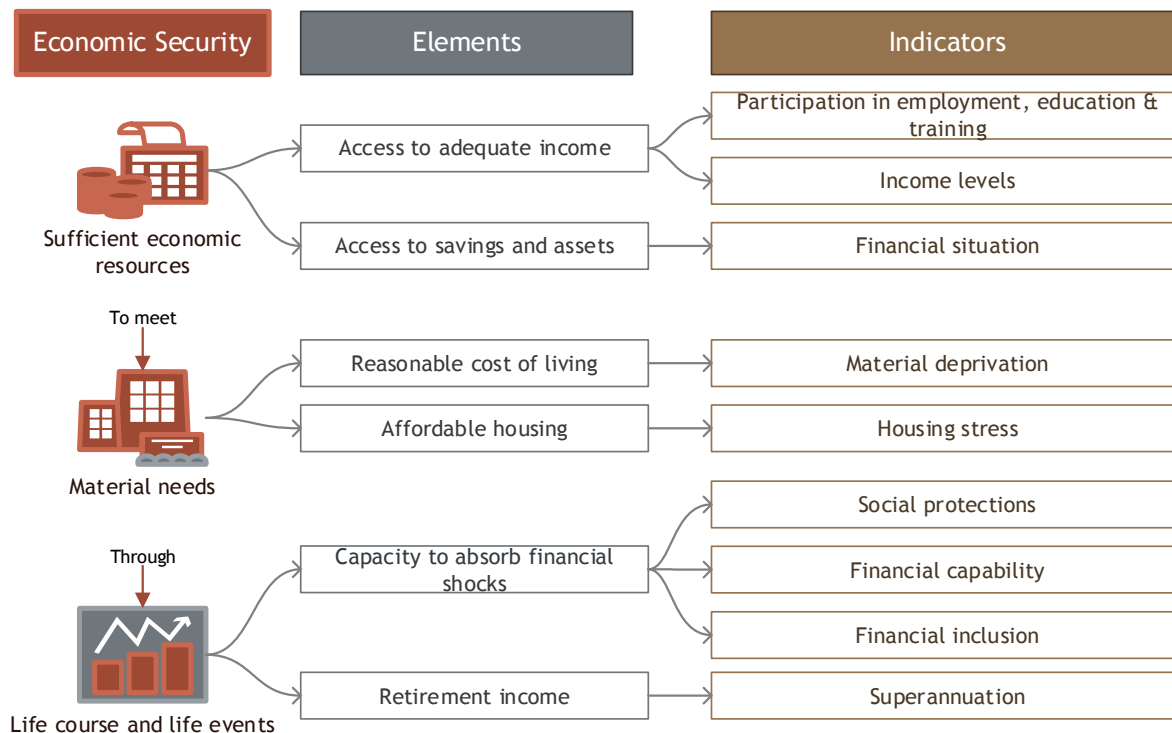 Economic Security
Elements
Indicators
Sufficient economic
resources
Access to adequate income
Participation in employment, education &
training
Income levels
Access to savings and assets
Financial situation
To meet
Material needs
Reasonable cost of living
Material deprivation
Affordable housing
Housing stress
Through
Life course and life events
Capacity to absorb financial
shocks
Social protections
Financial capability
Financial inclusion
Retirement income
Superannuation